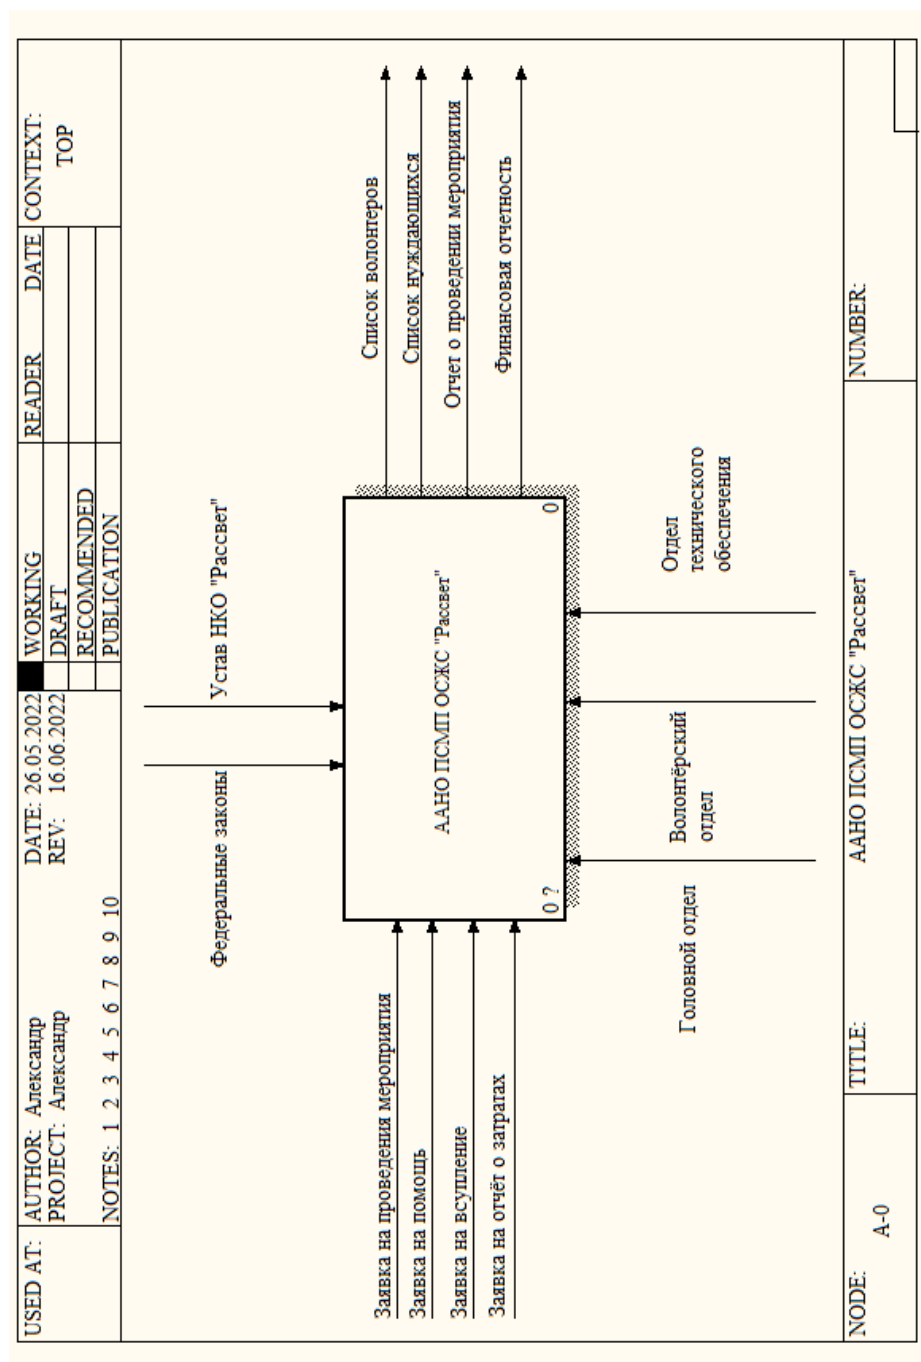 USED AT:
AUTHOR: Александр
DATE: 26.05.2022
WORKING
READER
DATE
CONTEXT:
PROJECT: Александр
REV: 16.06.2022
DRAFT
TOP
RECOMMENDED
NOTES: 1 2 3 4 5 6 7 8 9 10
PUBLICATION
Федеральные законы
Устав НКО "Рассвет"
Заявка на проведения мероприятия
Заявка на помощь
Заявка на всупление
Заявка на отчёт о затратах
ААНО ПСМП ОСЖС "Рассвет"
0 ?
0
Список волонтеров
Список нуждающихся
Отчет о проведении мероприятия
Финансовая отчетность
Головной отдел
Волонтёрский
отдел
Отдел
технического
обеспечения
NODE:
A-0
TITLE:
ААНО ПСМП ОСЖС "Рассвет"
NUMBER: